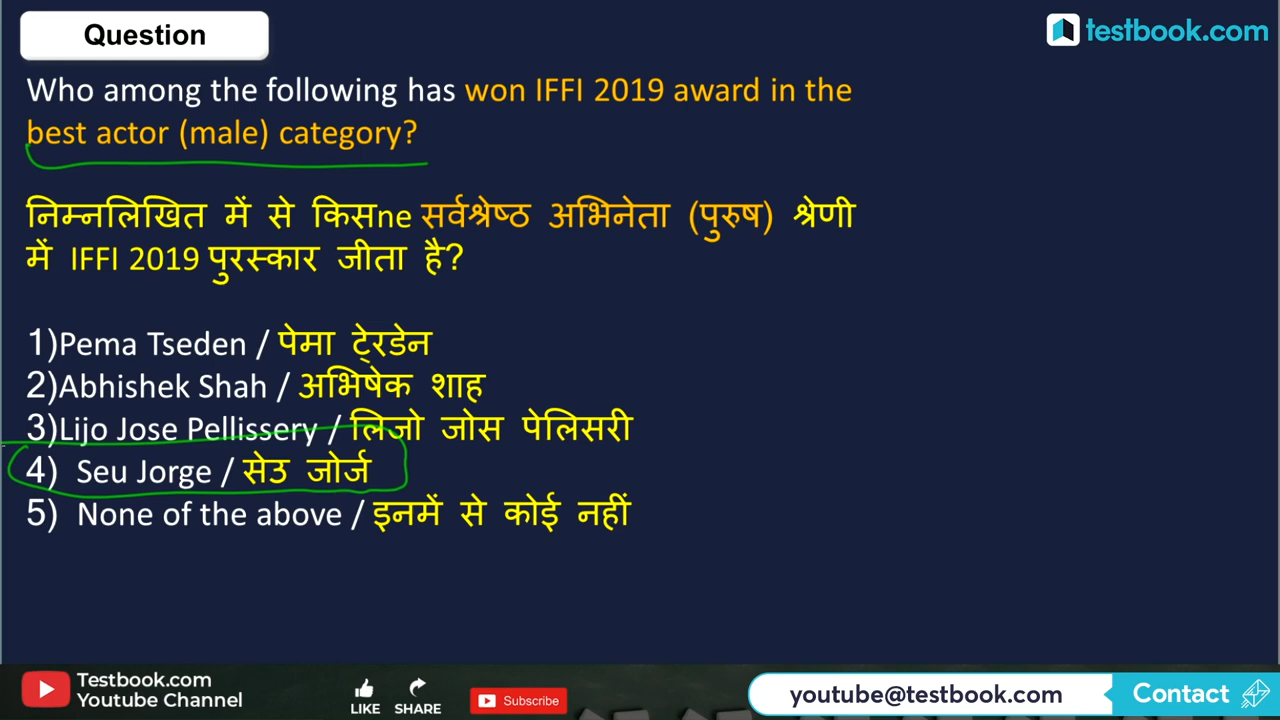 Question
testbook.com
Who among the following has won IFFI 2019 award in the
best actor (male) category?
निम्नलिखित में से किसne सर्वश्रेष्ठ अभिनेता (पुरुष) श्रेणी
में IFFI 2019 पुरस्कार जीता है?
1)Pema Tseden / पेमा ट्रेडेन
2)Abhishek Shah / अभिषेक शाह
3)Lijo Jose Pellissery / लिजो जोस पेलिसरी
4) Seu Jorge / सेउ जोर्ज
5) None of the above / इनमें से कोई नहीं
Testbook.com
Youtube Channel
LIKE
SHARE
Subscribe
youtube@testbook.com
Contact